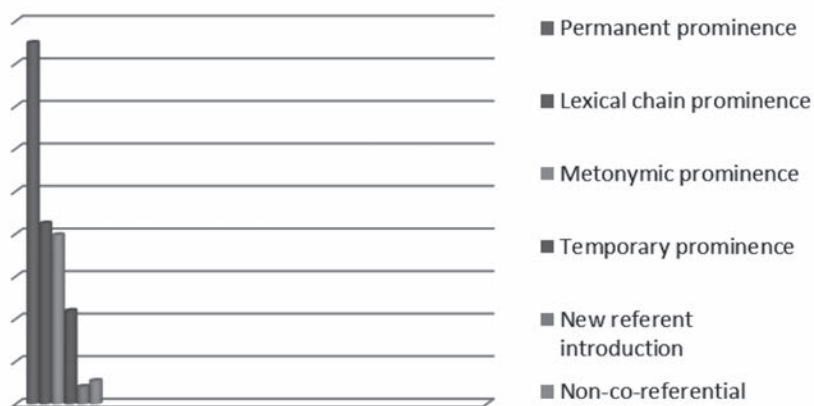 Permanent prominence
Lexical chain prominence
Metonymic prominence
Temporary prominence
New referent
introduction
Non-co-referential